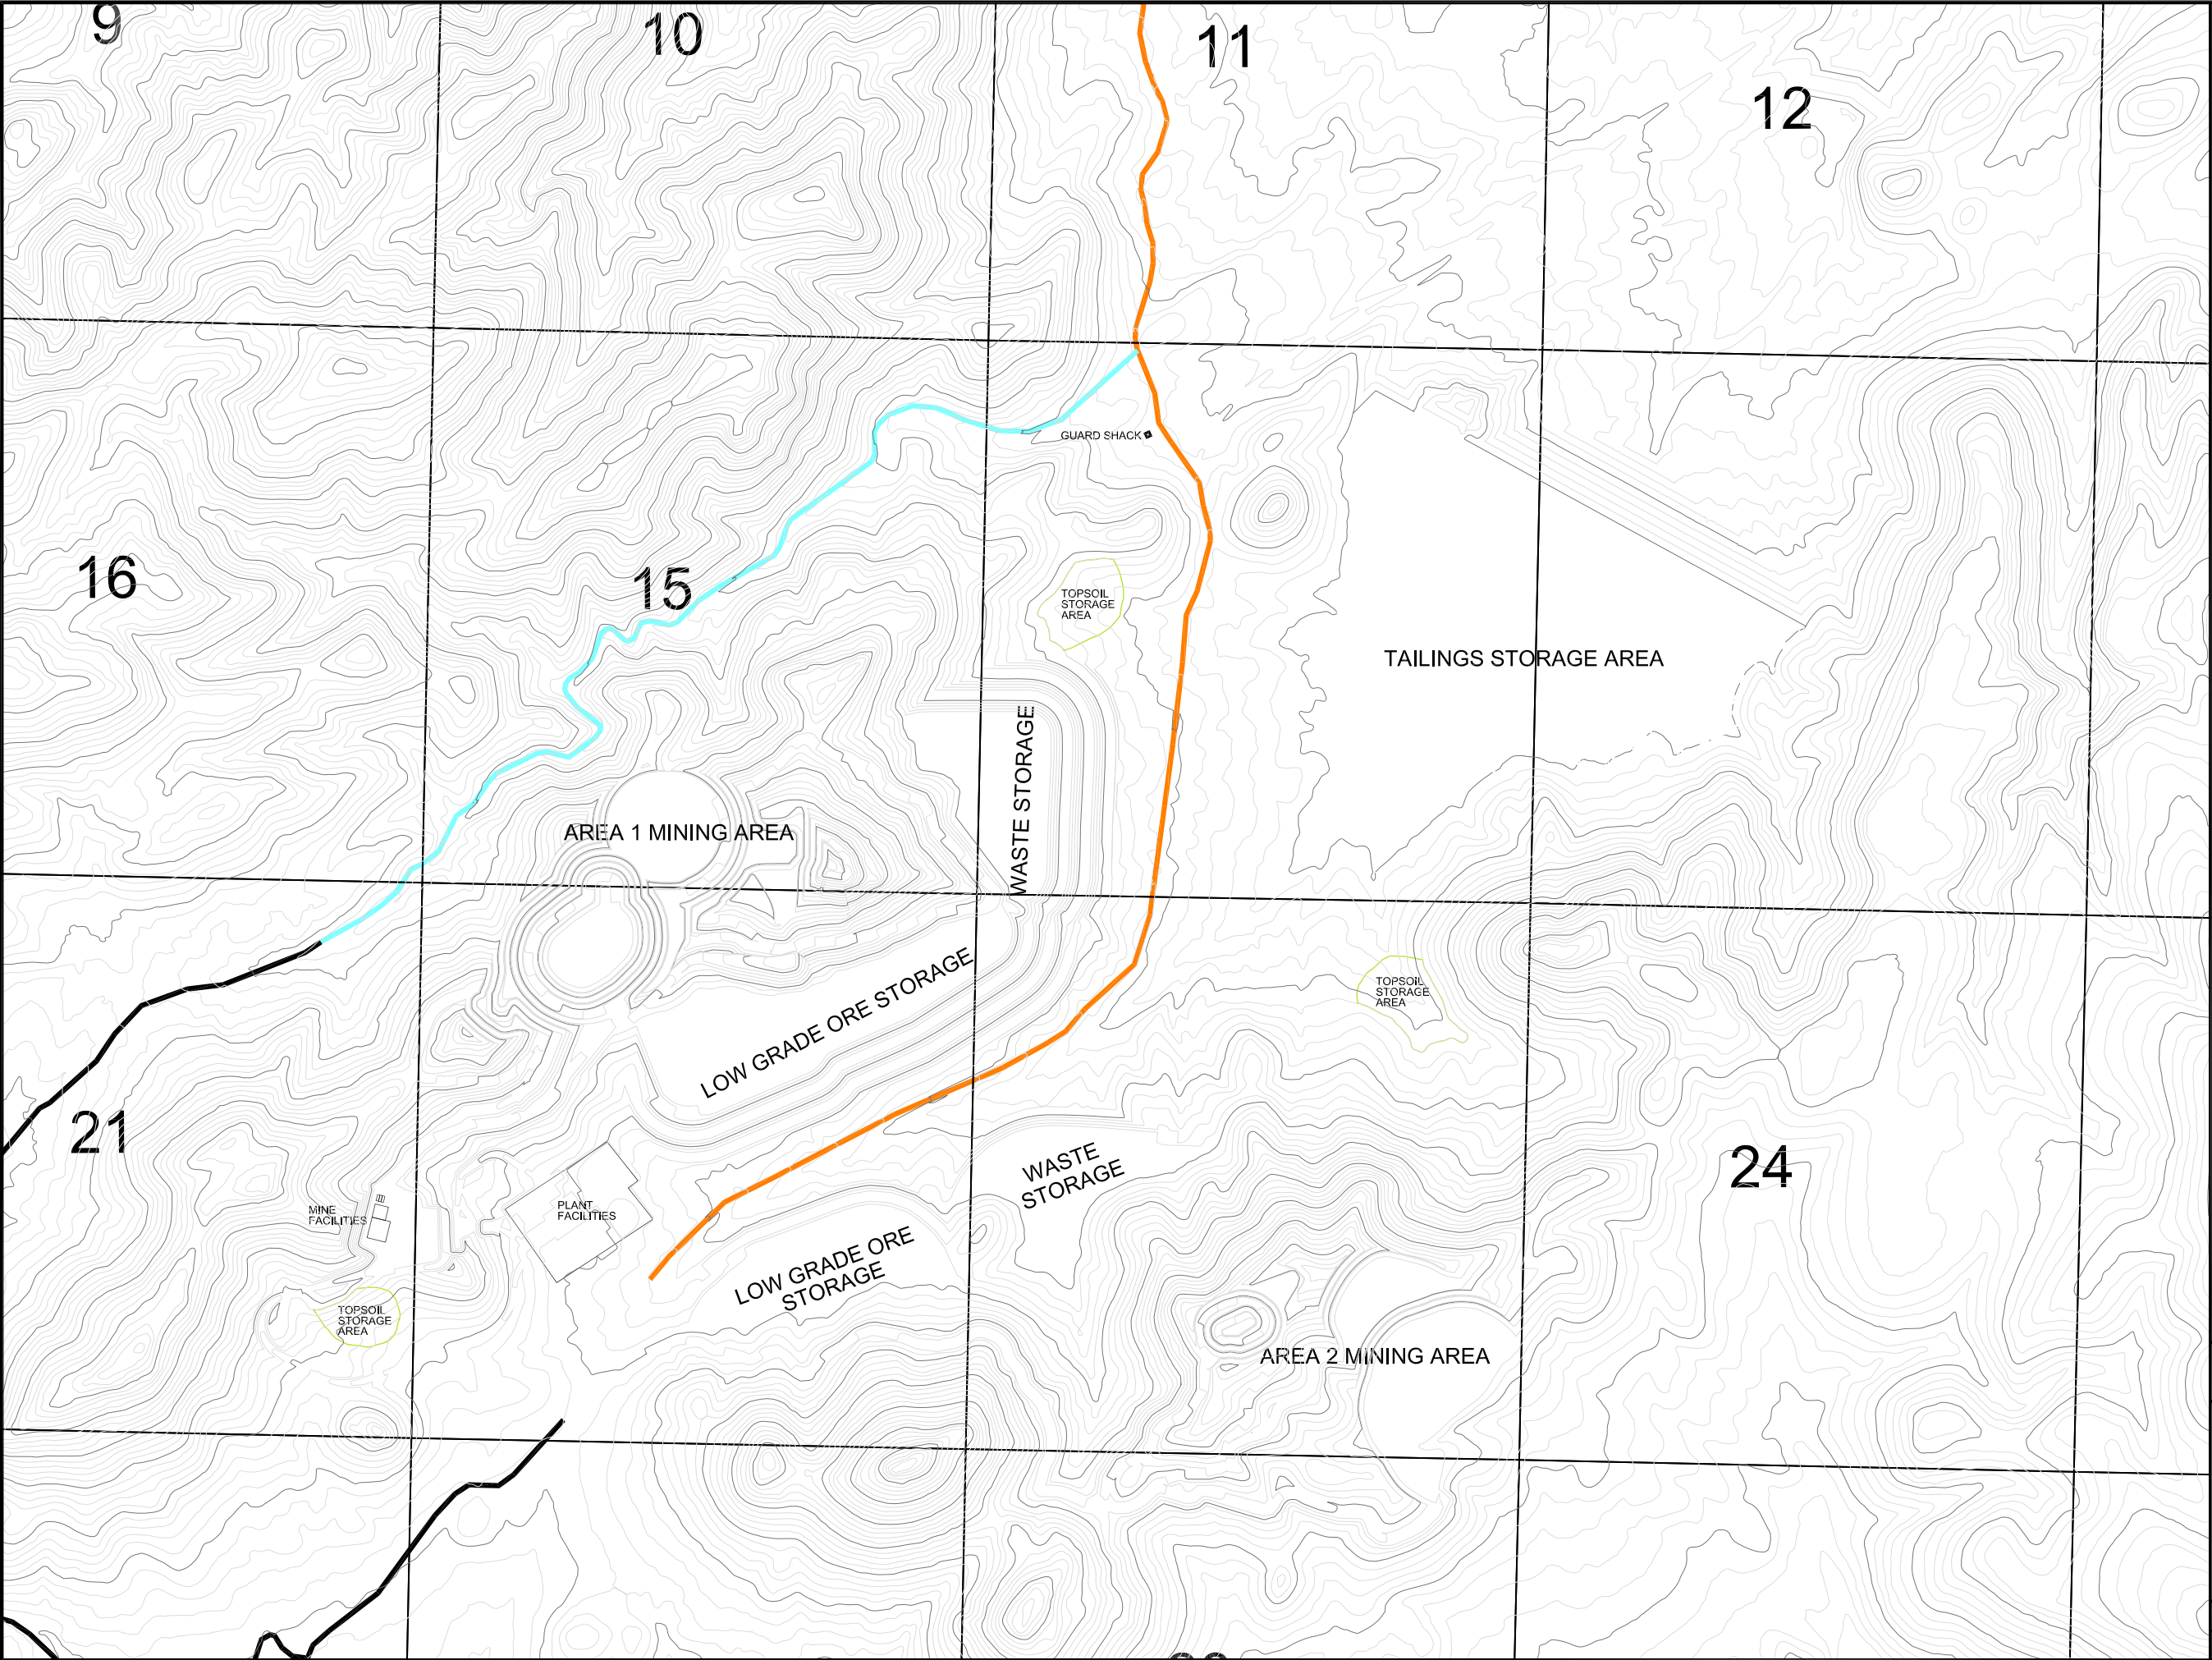 9
10
11
12
GUARD SHACK
16
15
TOPSOIL
STORAGE
AREA
TAILINGS STORAGE AREA
WASTE STORAGE
AREA 1 MINING AREA
LOW GRADE ORE STORAGE
TOPSOIL
STORAGE
AREA
21
WASTE
STORAGE
24
MINE
FACILITIES
PLANT
FACILITIES
LOW GRADE ORE
STORAGE
TOPSOIL
STORAGE
AREA
AREA 2 MINING AREA